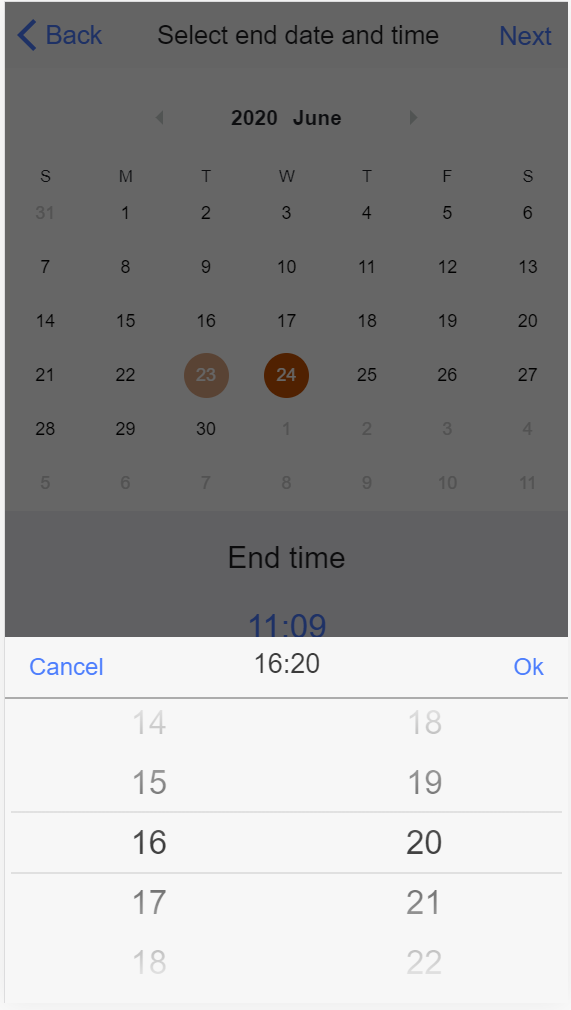 Back Select end date and time Next
2020 June
S M T W T F S
31 1 2 3 4 5 6
7 8 9 10 11 12 13
14 15 16 17 18 19 20
21 22 23 24 25 26 27
28 29 30 1 2 3 4
5 6 7 8 9 10 11
End time
11:09
Cancel 16:20 Ok
14 18
15 19
16 20
17 21
18 22